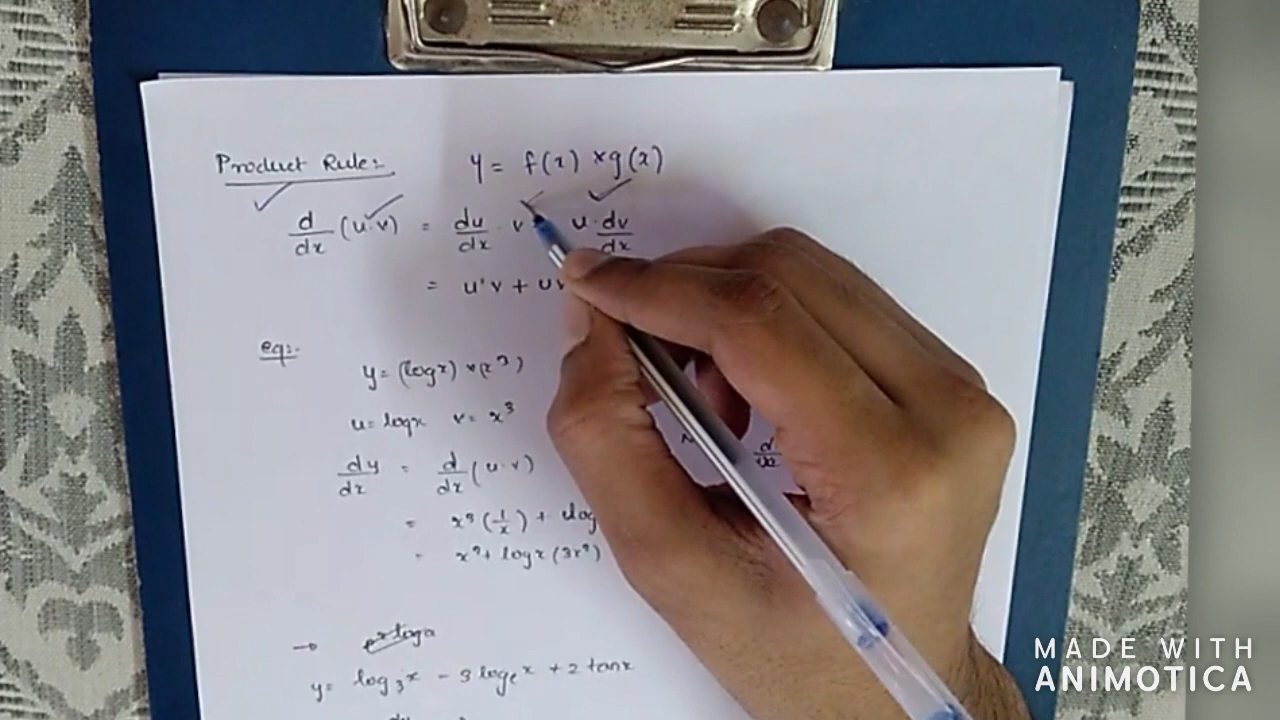 Product Rule:-
y = f(x) * g(x)
d/dx (u.v) = du/dx . v u . dv/dx
= u'v + uv
eg:-
y = (logx) * (x³)
u = logx v = x³
dy/dx = d/dx (u.v)
= x³(1/x) +
= x² + logx(3x²)
→
y = log₃x - 3 logₑx + 2 tanx
MADE WITH
ANIMOTICA